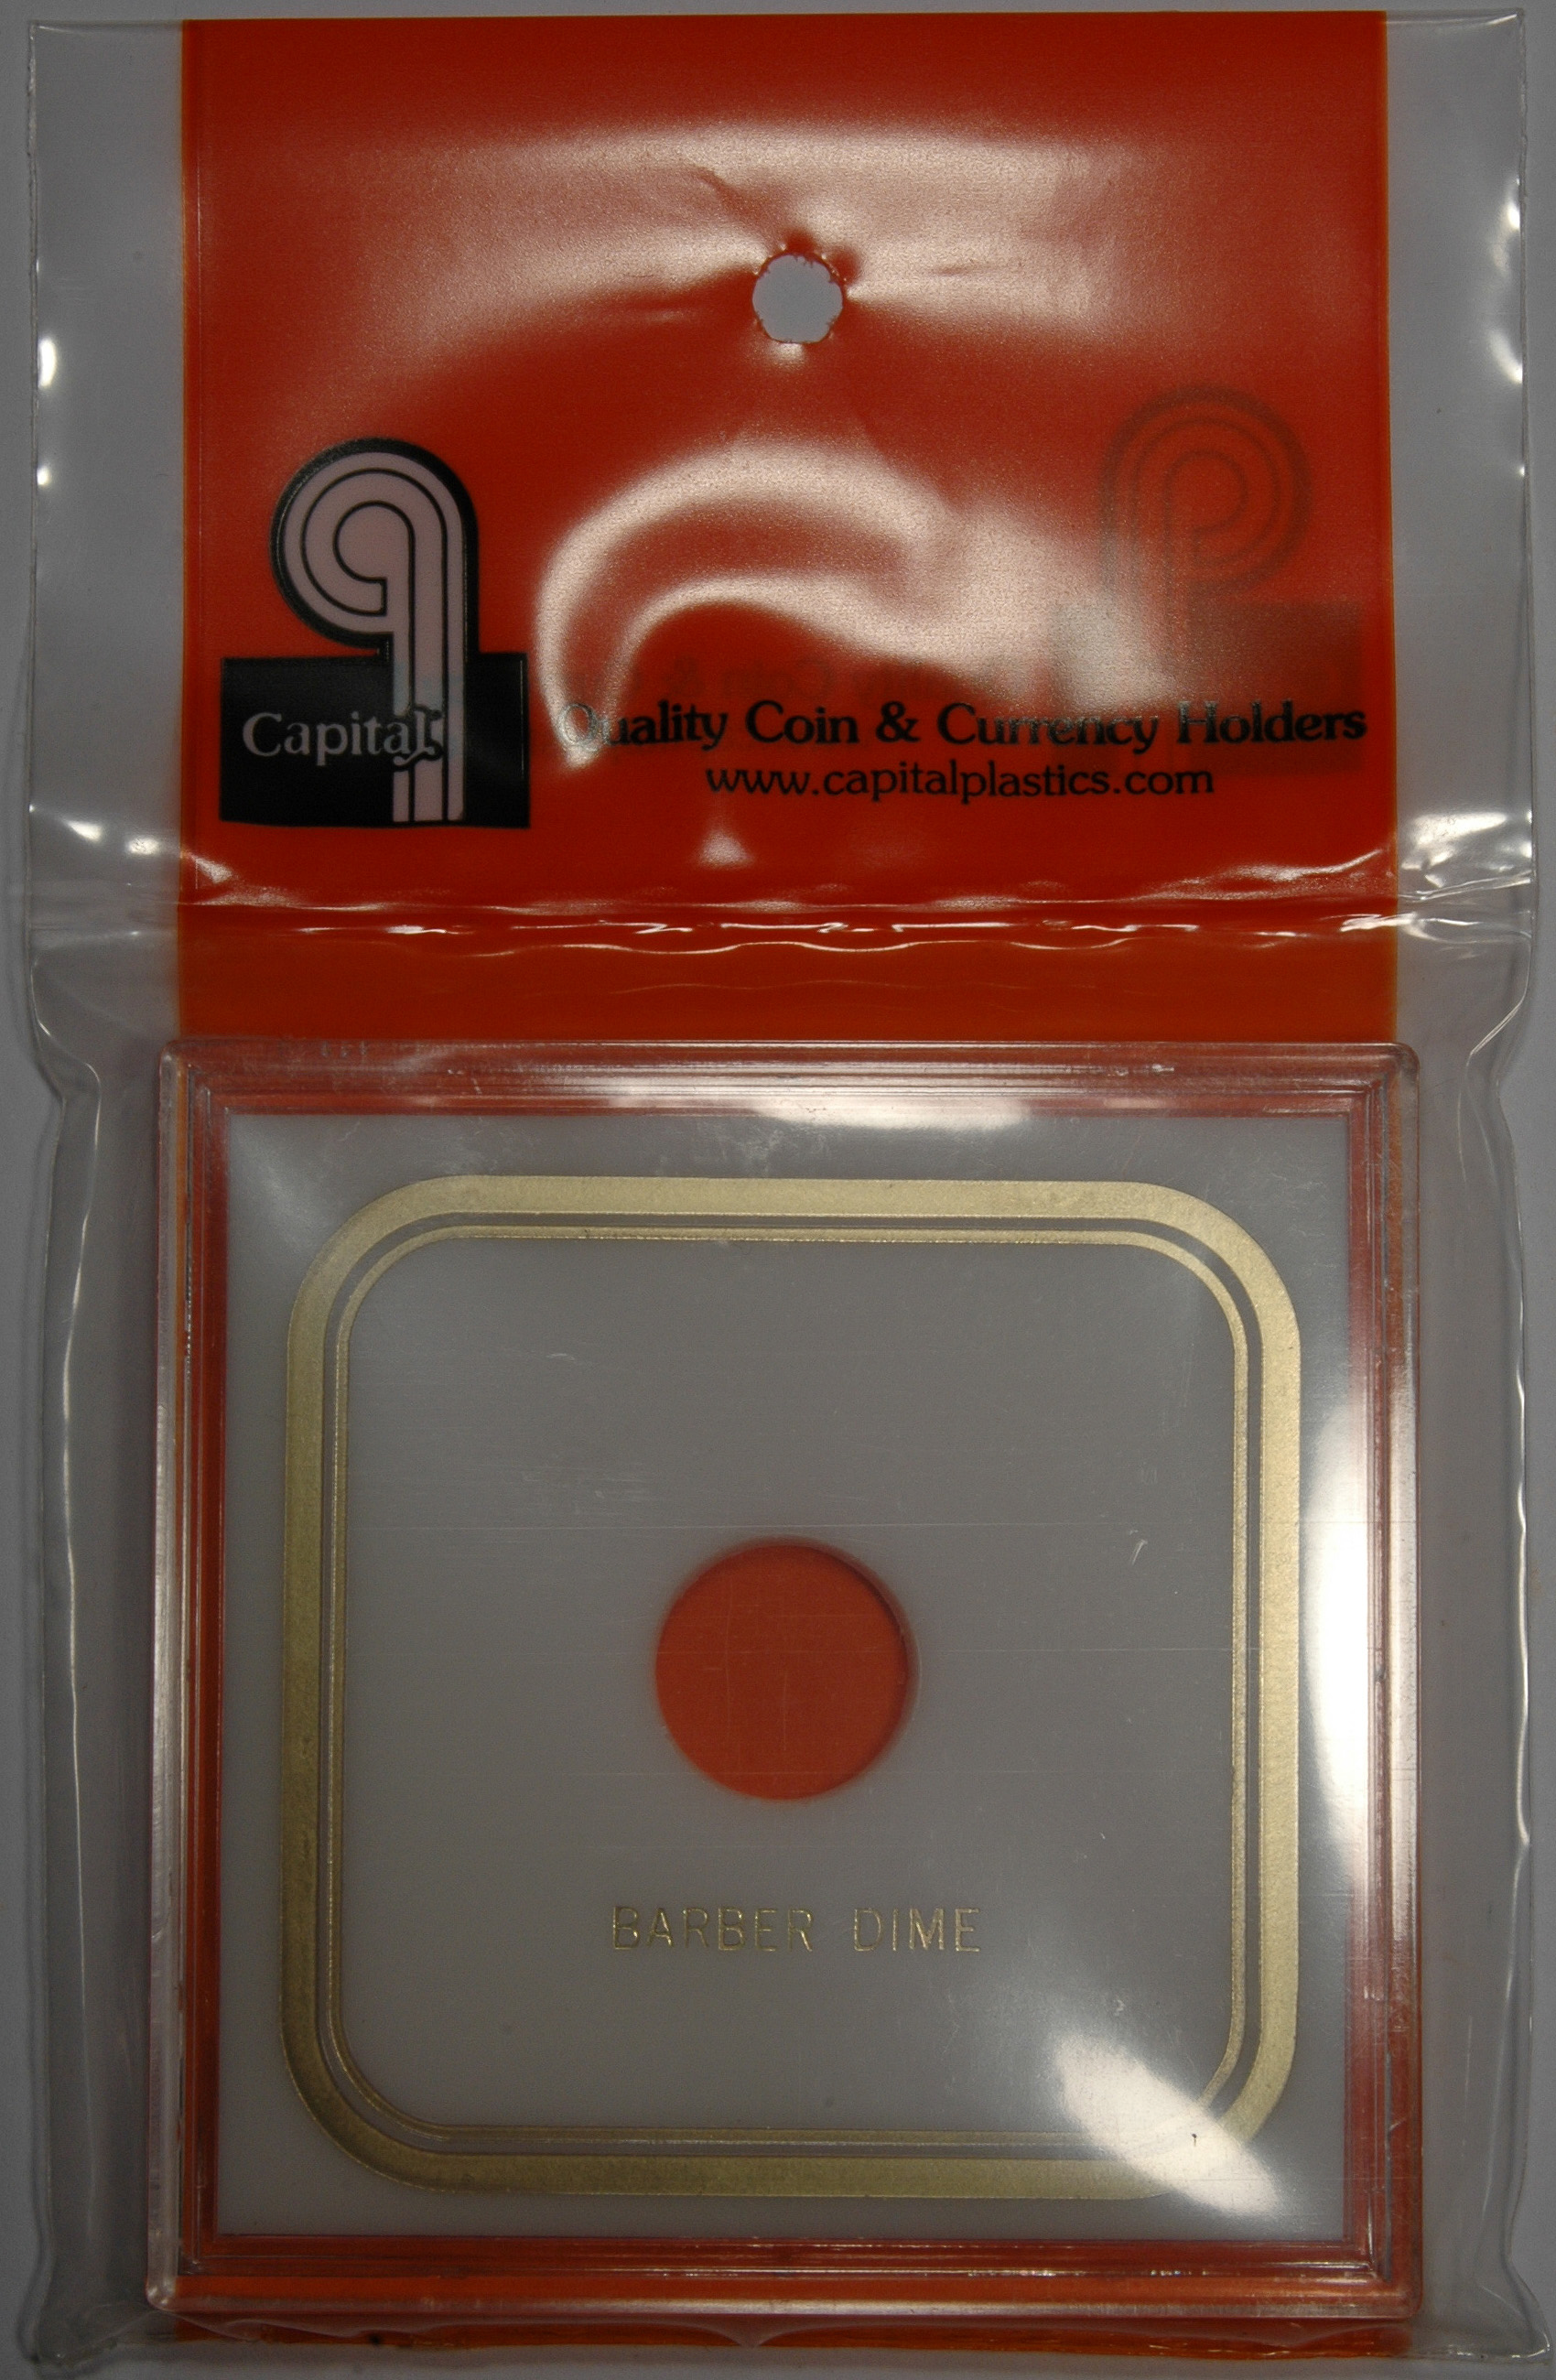 Capital
Quality Coin & Currency Holders
www.capitalplastics.com
BARBER DIME